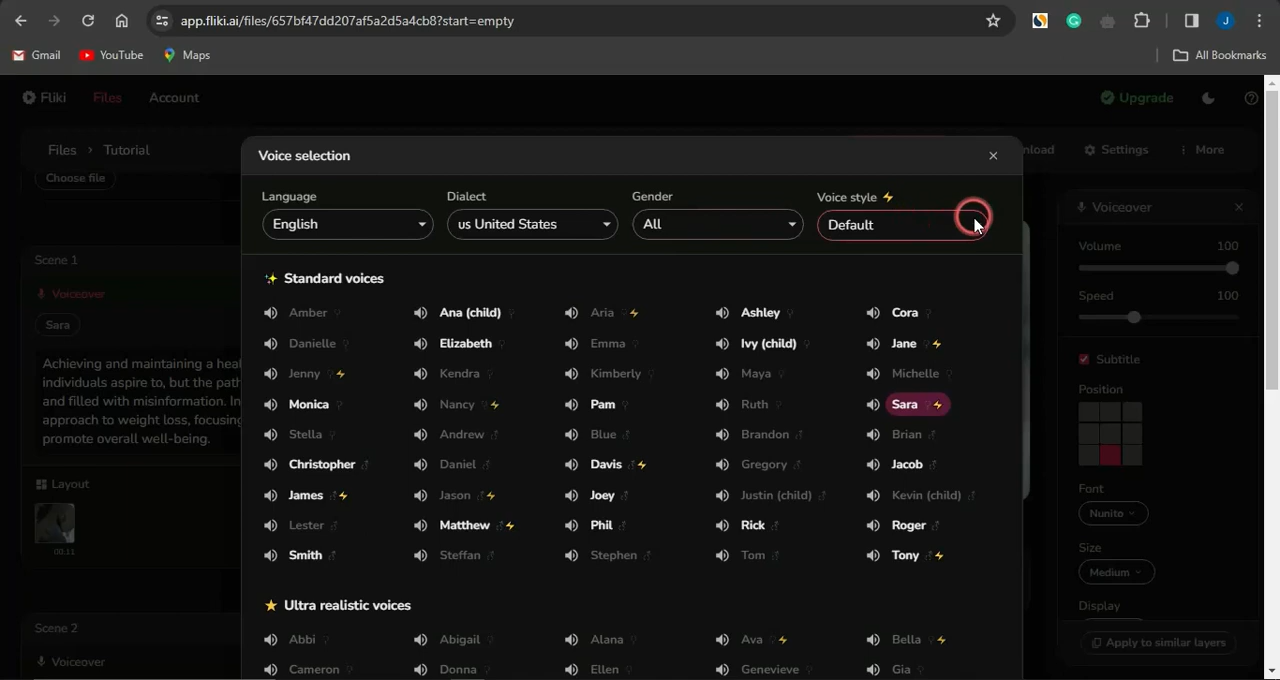 app.fliki.ai/files/657bf47dd207af5a2d5a4cb8?start=empty
J
Gmail YouTube Maps All Bookmarks
Fliki Files Account Upgrade
Files > Tutorial nload Settings More
Choose file
Voice selection
Language Dialect Gender Voice style
English us United States All Default
Standard voices
Amber Ana (child) Aria Ashley Cora
Danielle Elizabeth Emma Ivy (child) Jane
Jenny Kendra Kimberly Maya Michelle
Monica Nancy Pam Ruth Sara
Stella Andrew Blue Brandon Brian
Christopher Daniel Davis Gregory Jacob
James Jason Joey Justin (child) Kevin (child)
Lester Matthew Phil Rick Roger
Smith Steffan Stephen Tom Tony
Ultra realistic voices
Abbi Abigail Alana Ava Bella
Cameron Donna Ellen Genevieve Gia
Scene 1
Voiceover
Sara
Achieving and maintaining a heal
individuals aspire to, but the path
and filled with misinformation. In
approach to weight loss, focusing
promote overall well-being.
Layout
00:11
Scene 2
Voiceover
Voiceover
Volume 100
Speed 100
Subtitle
Position
Font
Nunito
Size
Medium
Display
Apply to similar layers